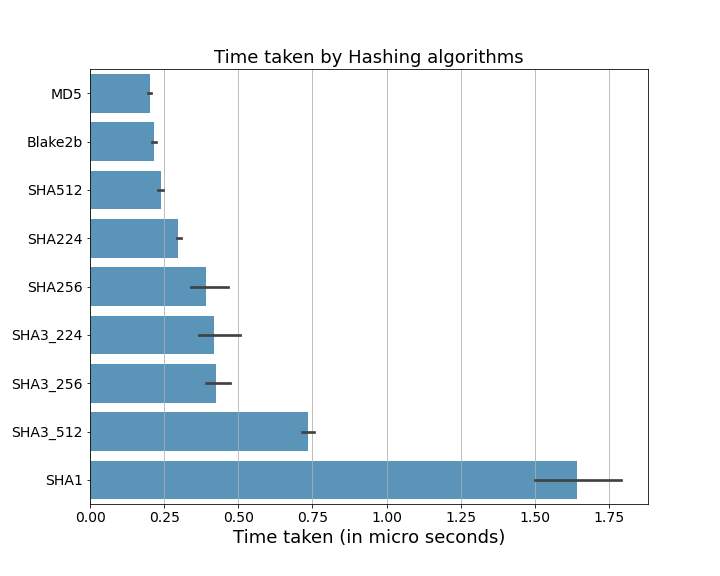 Time taken by Hashing algorithms
MD5
Blake2b
SHA512
SHA224
SHA256
SHA3_224
SHA3_256
SHA3_512
SHA1
0.00 0.25 0.50 0.75 1.00 1.25 1.50 1.75
Time taken (in micro seconds)